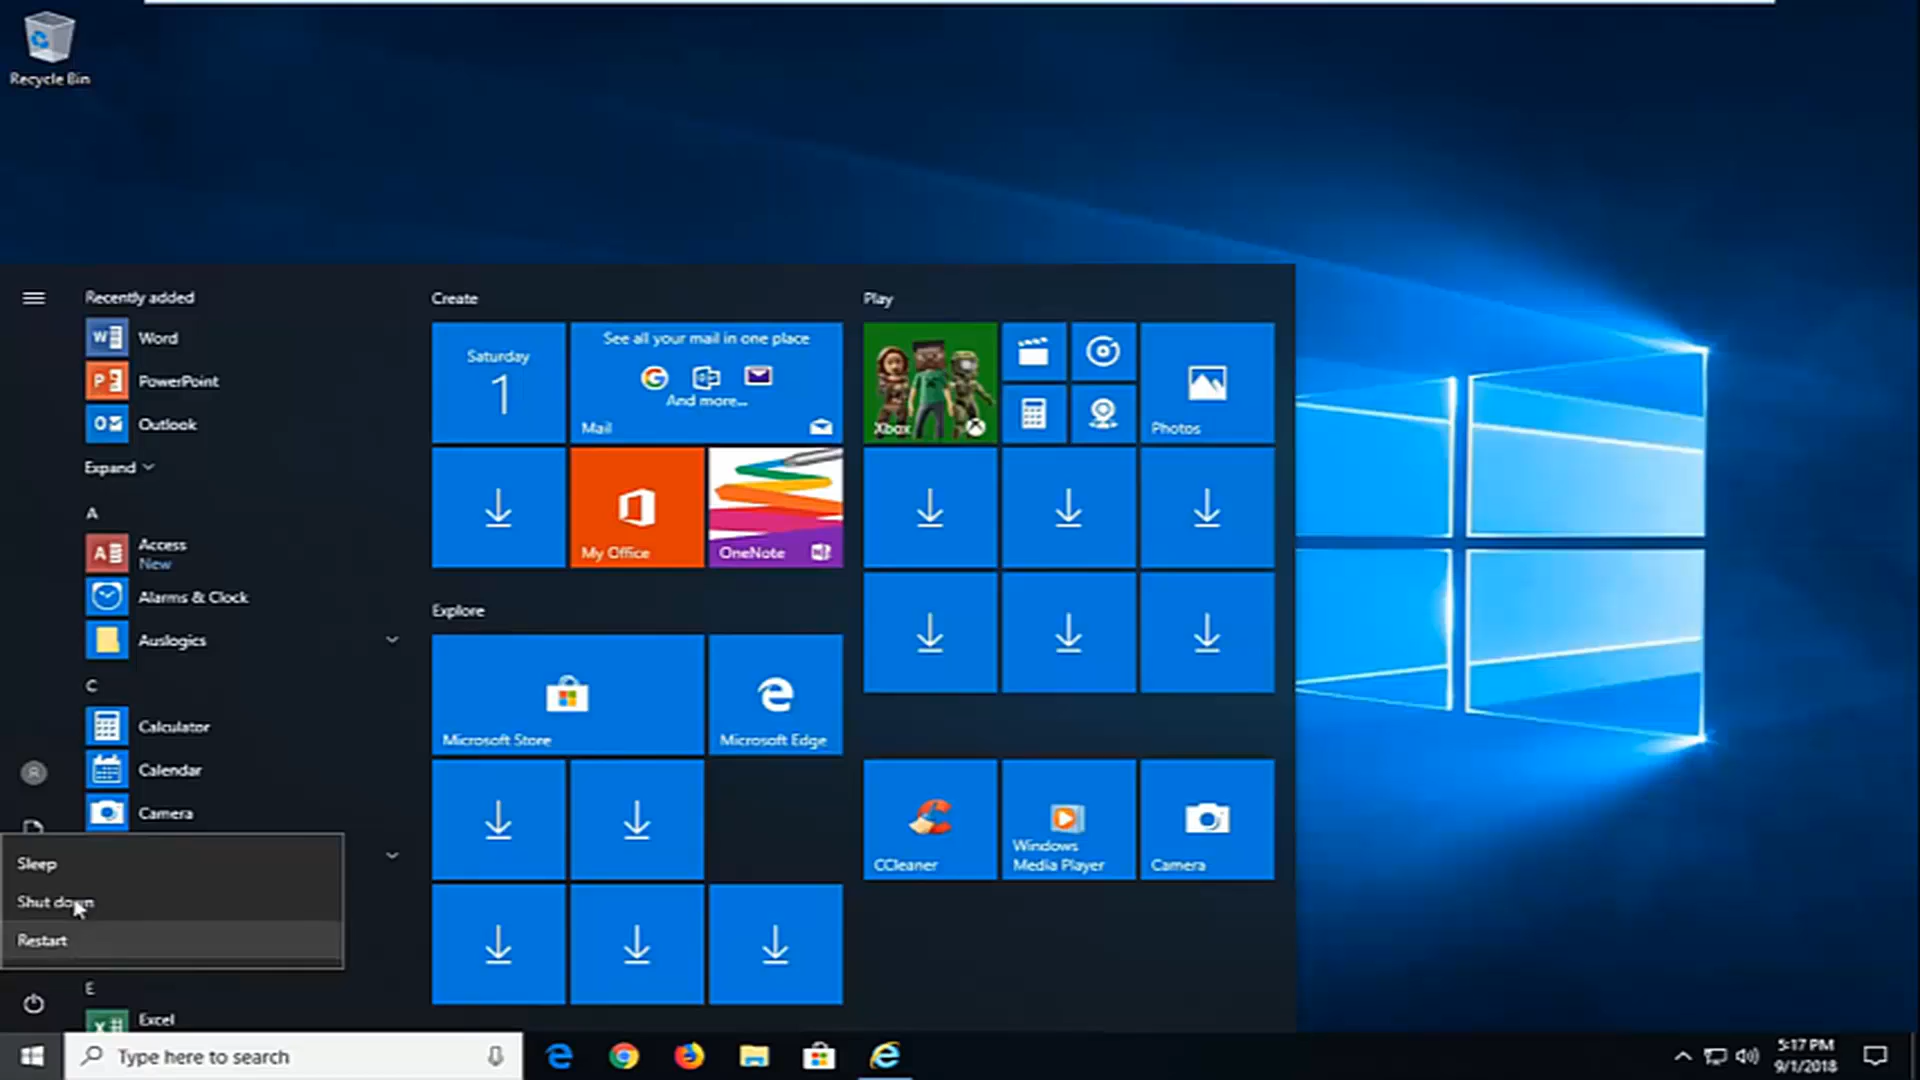 Recycle Bin
Recently added
Word
PowerPoint
Outlook
Expand
A
Access
New
Alarms & Clock
Auslogics
C
Calculator
Calendar
Camera
Sleep
Shut down
Restart
E
Excel
Create
Saturday
1
See all your mail in one place
And more...
Mail
My Office
OneNote
Explore
Microsoft Store
Microsoft Edge
Play
Xbox
Photos
CCleaner
Windows
Media Player
Camera
Type here to search
5:17 PM
9/1/2018